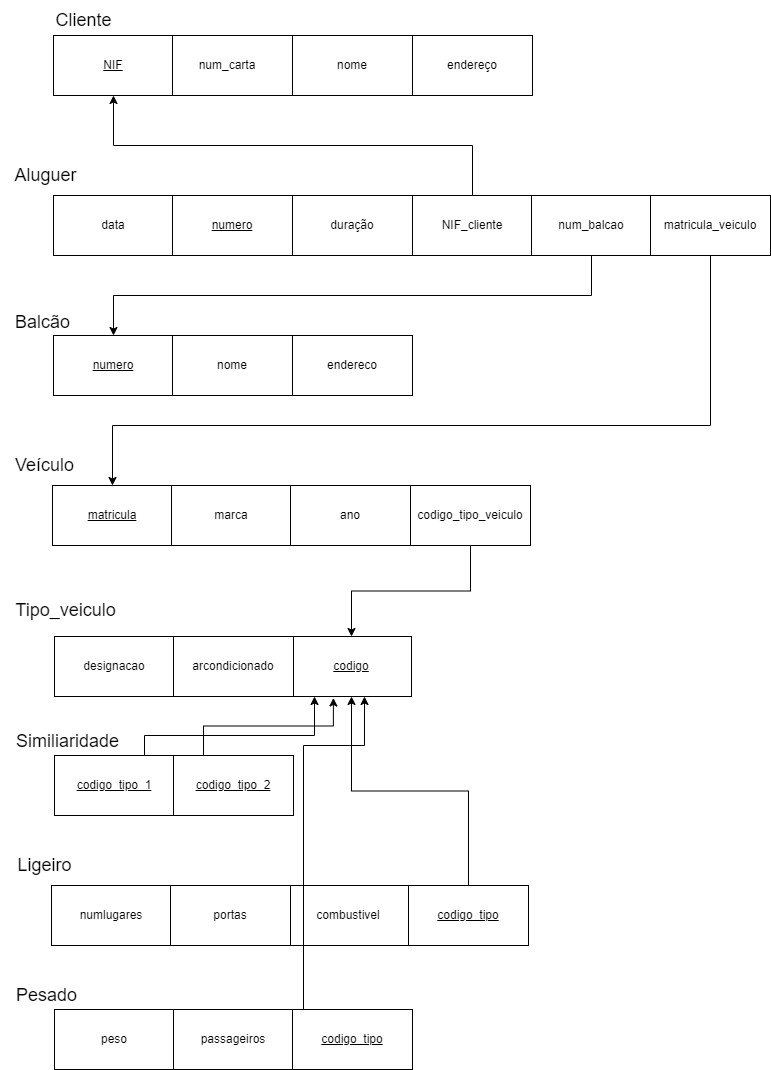 Cliente
NIF num_carta nome endereço
Aluguer
data numero duração NIF_cliente num_balcao matricula_veiculo
Balcão
numero nome endereco
Veículo
matricula marca ano codigo_tipo_veiculo
Tipo_veiculo
designacao arcondicionado codigo
Similiaridade
codigo_tipo_1 codigo_tipo_2
Ligeiro
numlugares portas combustivel codigo_tipo
Pesado
peso passageiros codigo_tipo